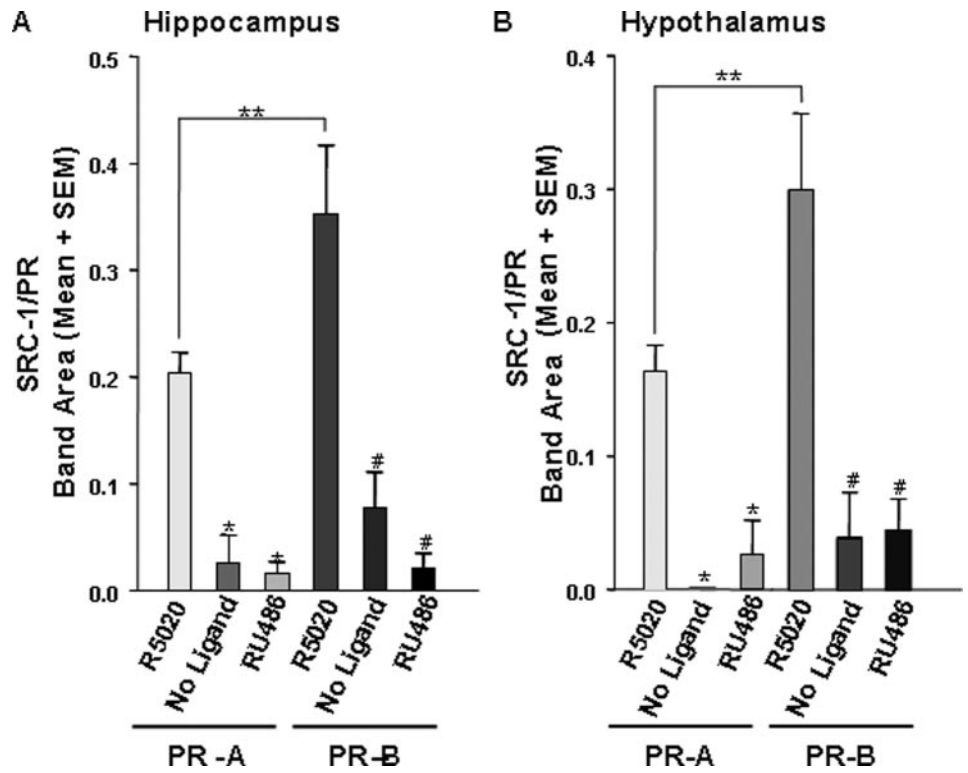 A Hippocampus
SRC-1/PR
Band Area (Mean + SEM)
0.5
0.4
0.3
0.2
0.1
0.0
**
*
*
#
#
R5020
No Ligand
RU486
R5020
No Ligand
RU486
PR-A
PR-B
B Hypothalamus
SRC-1/PR
Band Area (Mean + SEM)
0.4
0.3
0.2
0.1
0.0
**
*
*
#
#
R5020
No Ligand
RU486
R5020
No Ligand
RU486
PR-A
PR-B